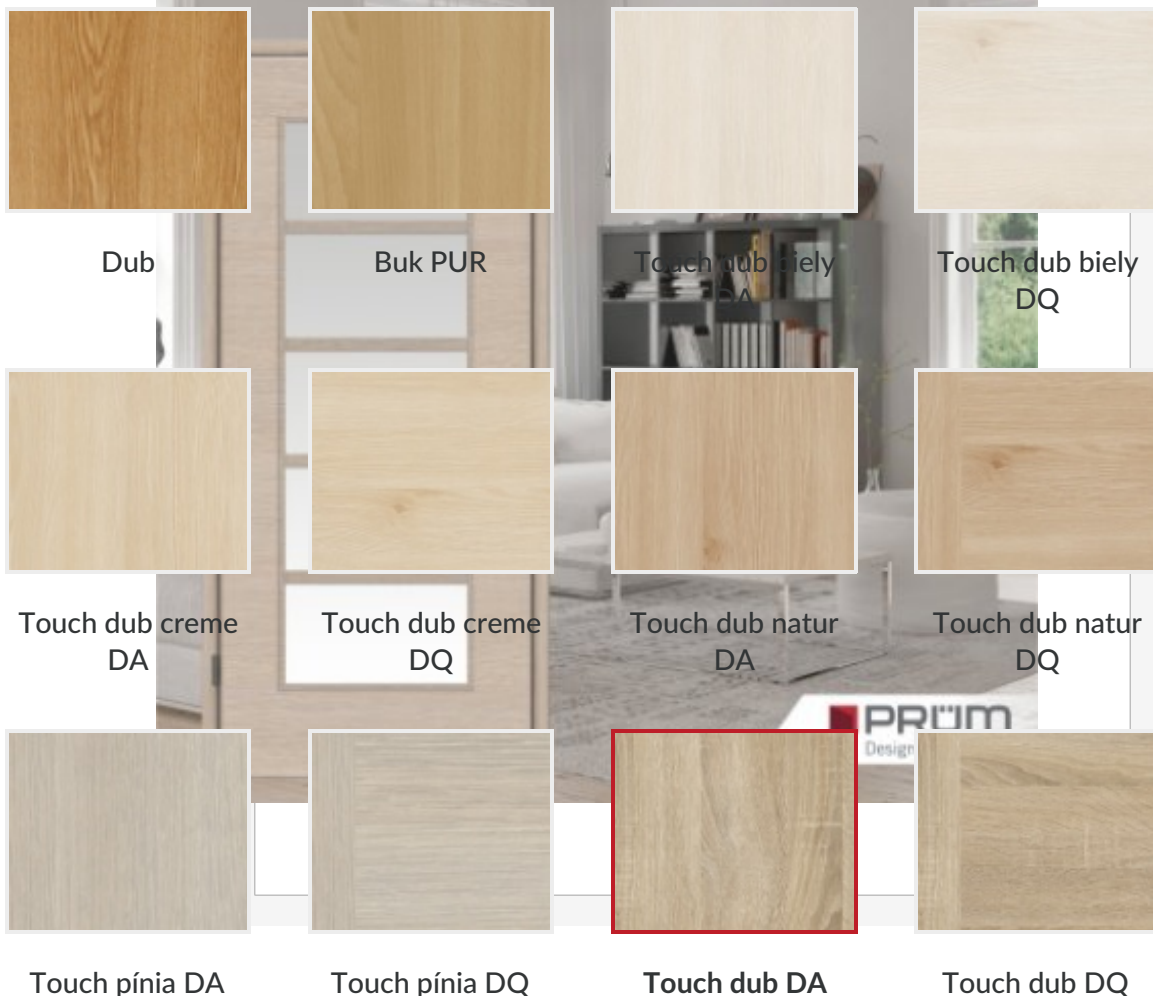 Dub
Buk PUR
Touch dub biely
DA
Touch dub biely
DQ
Touch dub creme
DA
Touch dub creme
DQ
Touch dub natur
DA
Touch dub natur
DQ
PRÜM
Touch pínia DA
Touch pínia DQ
Touch dub DA
Touch dub DQ